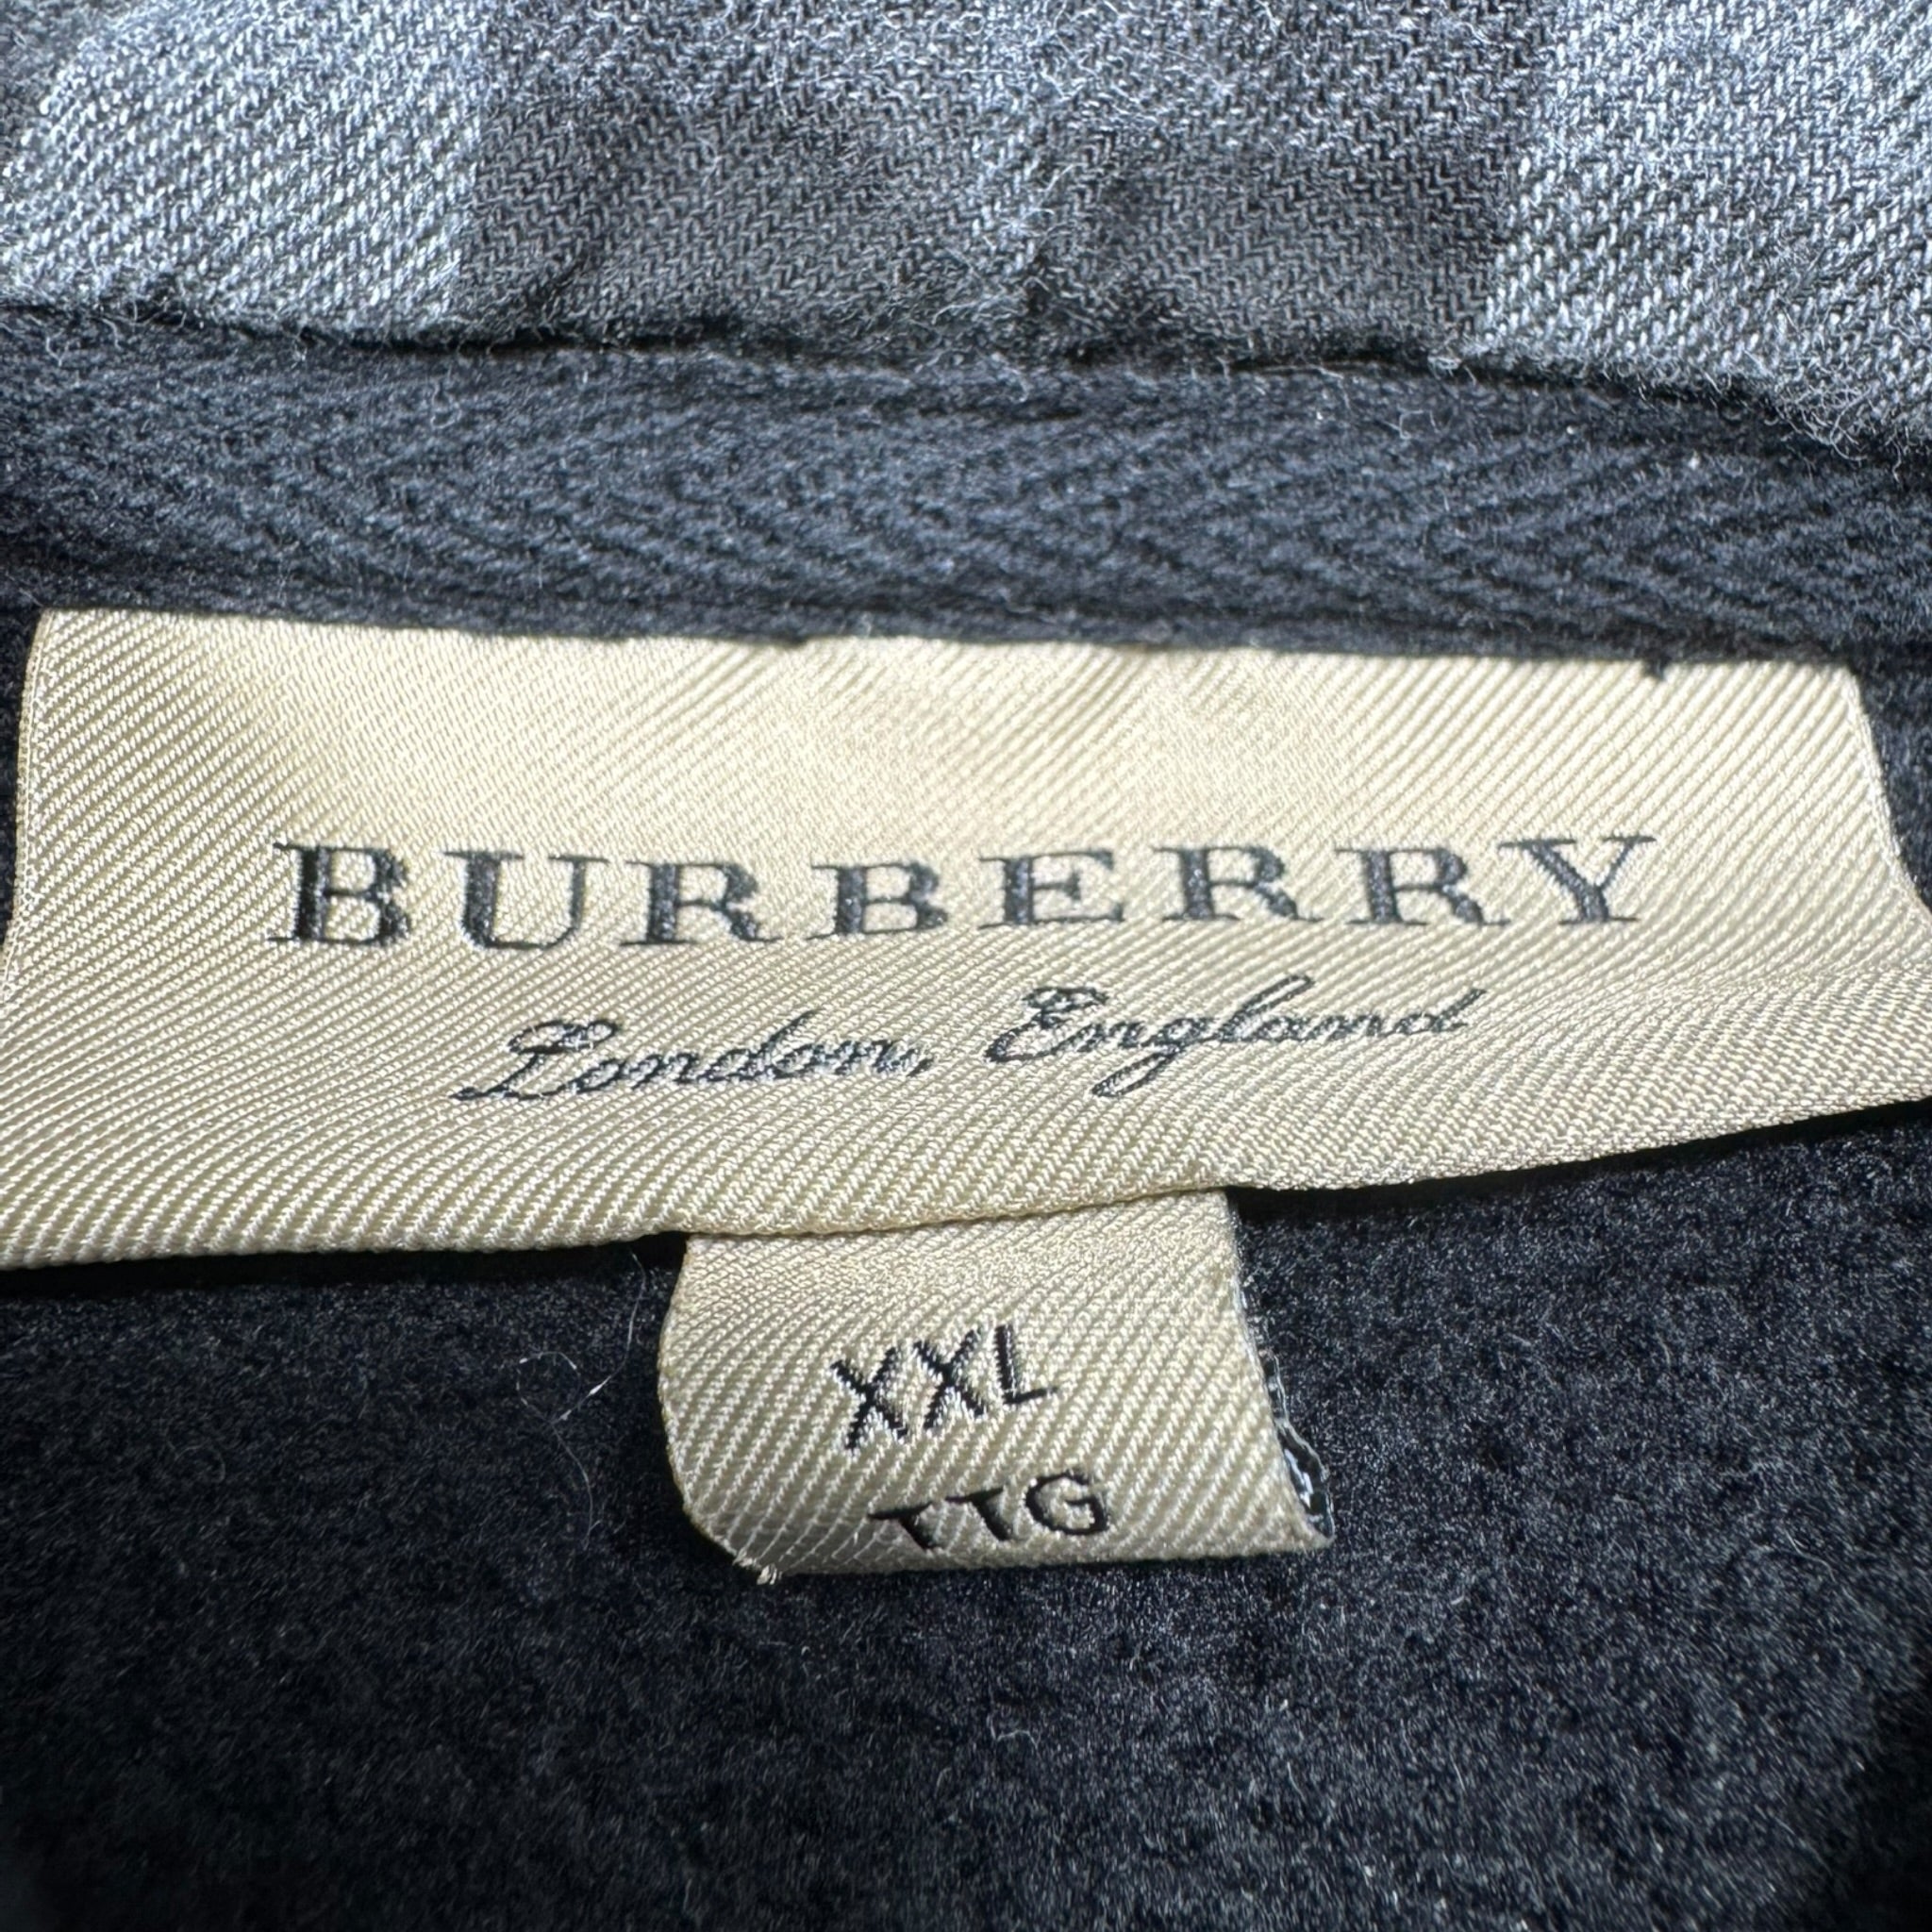 BURBERRY
London, England
XXL
TTG